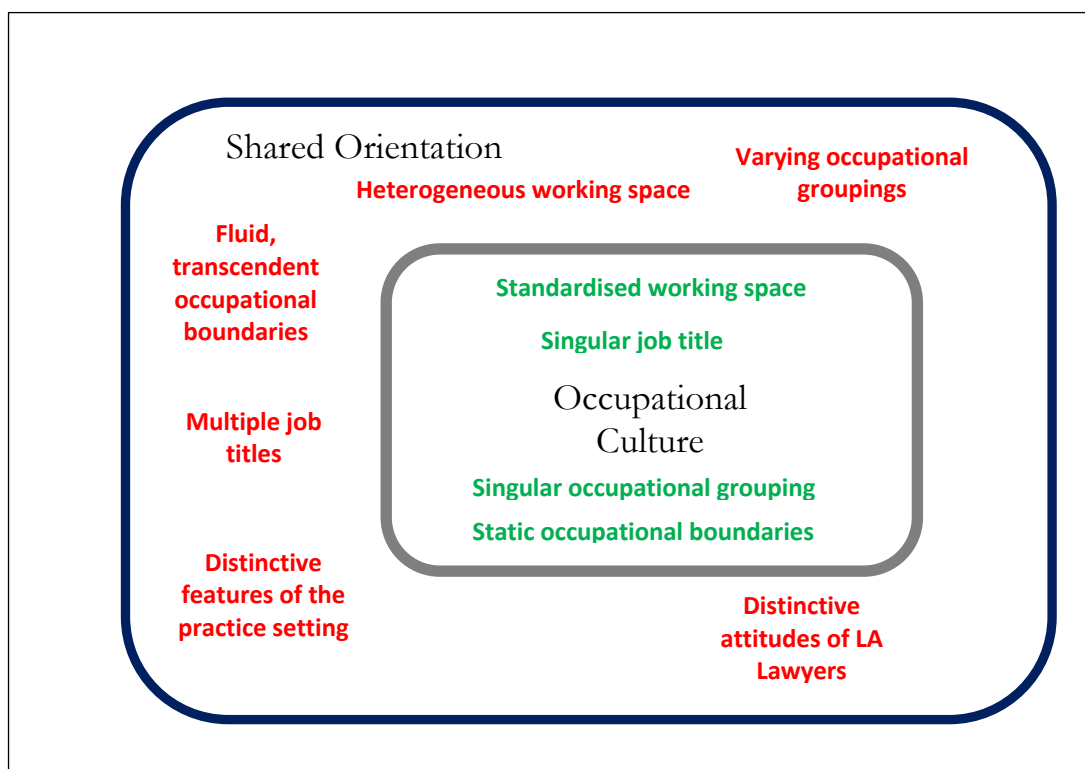 Shared Orientation
Varying occupational
groupings
Heterogeneous working space
Fluid,
transcendent
occupational
boundaries
Standardised working space
Singular job title
Occupational
Culture
Multiple job
titles
Singular occupational grouping
Static occupational boundaries
Distinctive
features of the
practice setting
Distinctive
attitudes of LA
Lawyers